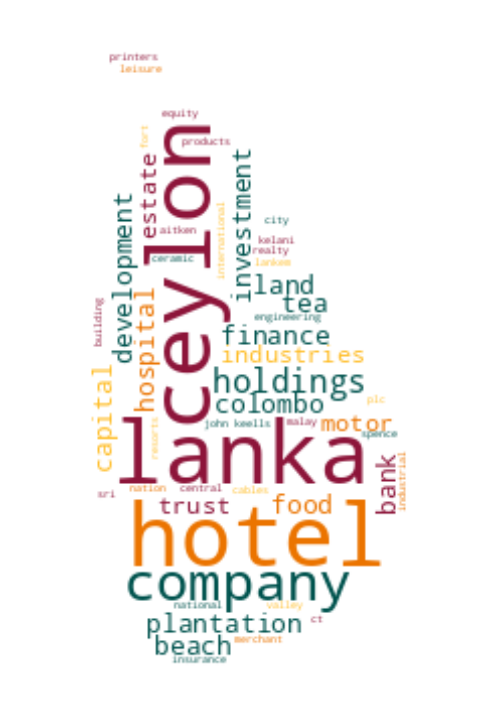 printers
leisure
equity
fort
products
ceylon
estate
investment
development
international
city
aitken
kelani
realty
ceramic
lankem
land
tea
hospital
building
engineering
finance
industries
holdings
capital
colombo
plc
john keells
malay
motor
spence
resorts
lanka
bank
industrial
sri
nation
central
cables
trust
food
hotel
company
national
valley
plantation
ct
beach
merchant
insurance